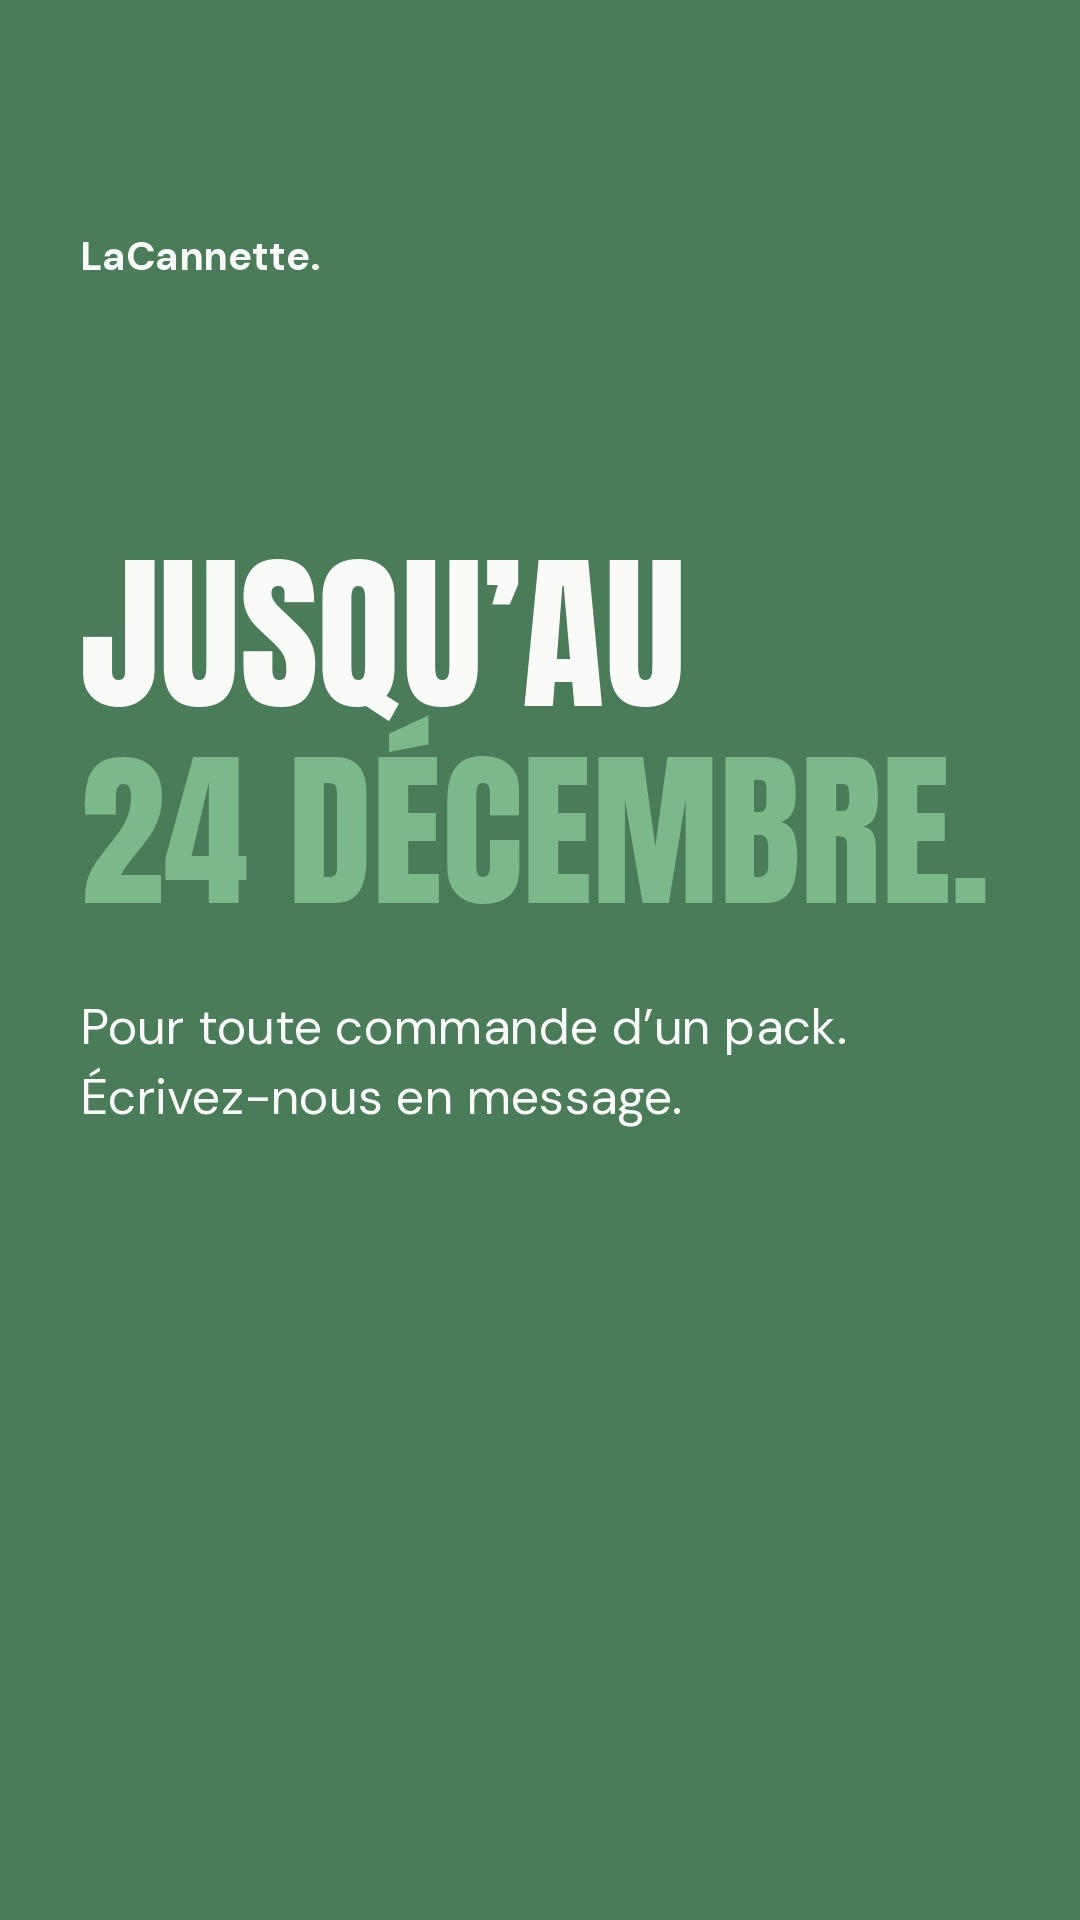 LaCannette.
JUSQU’AU
24 DÉCEMBRE.
Pour toute commande d’un pack.
Écrivez-nous en message.